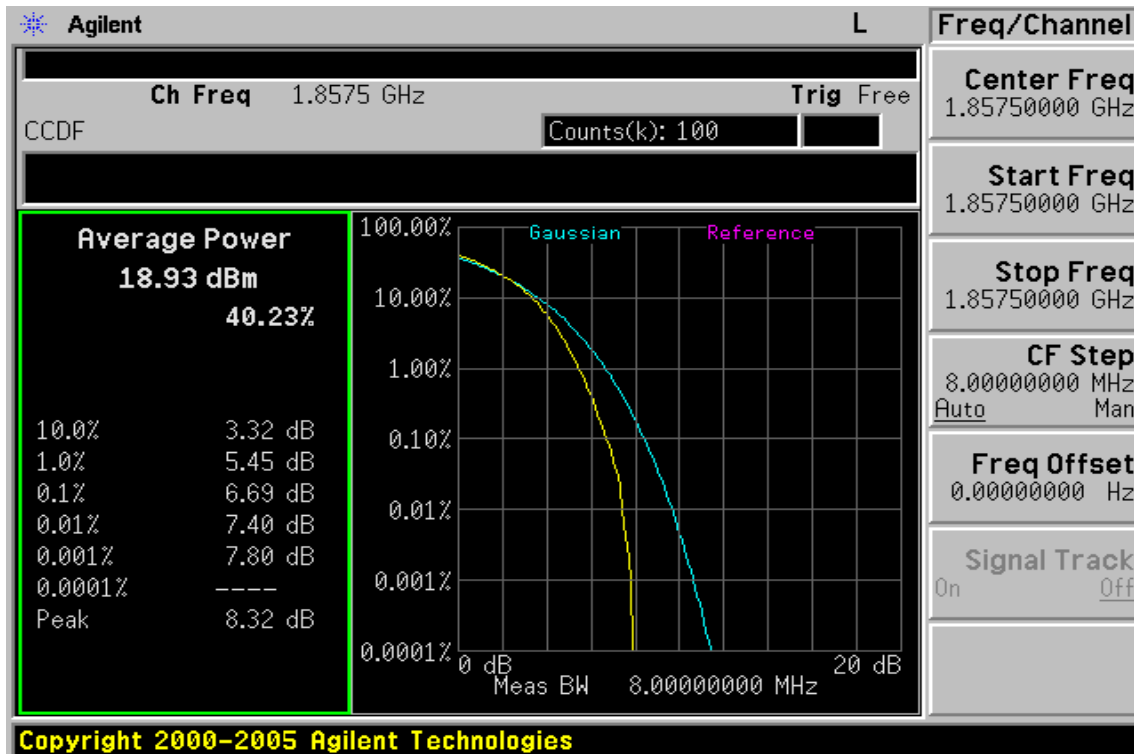 Agilent
L
Freq/Channel
Ch Freq 1.8575 GHz
Trig Free
CCDF
Counts(k): 100
Average Power
18.93 dBm
40.23%
10.0% 3.32 dB
1.0% 5.45 dB
0.1% 6.69 dB
0.01% 7.40 dB
0.001% 7.80 dB
0.0001% ----
Peak 8.32 dB
Gaussian
Reference
100.00%
10.00%
1.00%
0.10%
0.01%
0.001%
0.0001%
0 dB
20 dB
Meas BW 8.00000000 MHz
Center Freq
1.85750000 GHz
Start Freq
1.85750000 GHz
Stop Freq
1.85750000 GHz
CF Step
8.00000000 MHz
Auto Man
Freq Offset
0.00000000 Hz
Signal Track
On Off
Copyright 2000-2005 Agilent Technologies